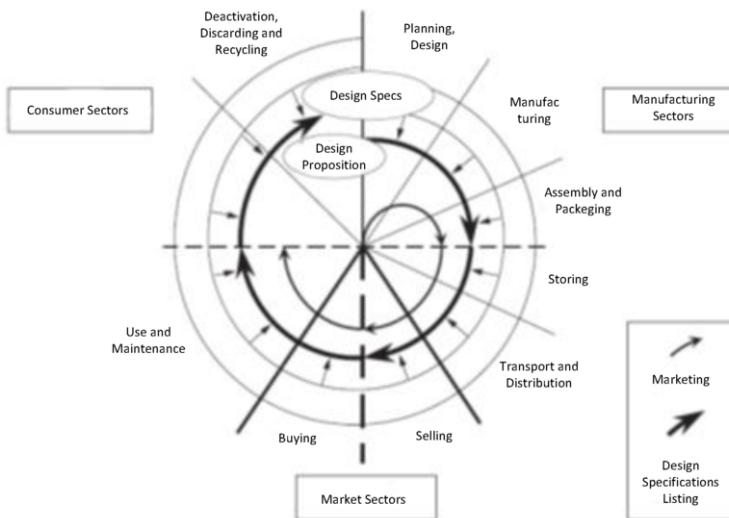 Deactivation,
Discarding and
Recycling
Planning,
Design
Consumer Sectors
Design Specs
Manufac
turing
Manufacturing
Sectors
Design
Proposition
Assembly and
Packeging
Storing
Use and
Maintenance
Transport and
Distribution
Marketing
Buying
Selling
Design
Specifications
Listing
Market Sectors